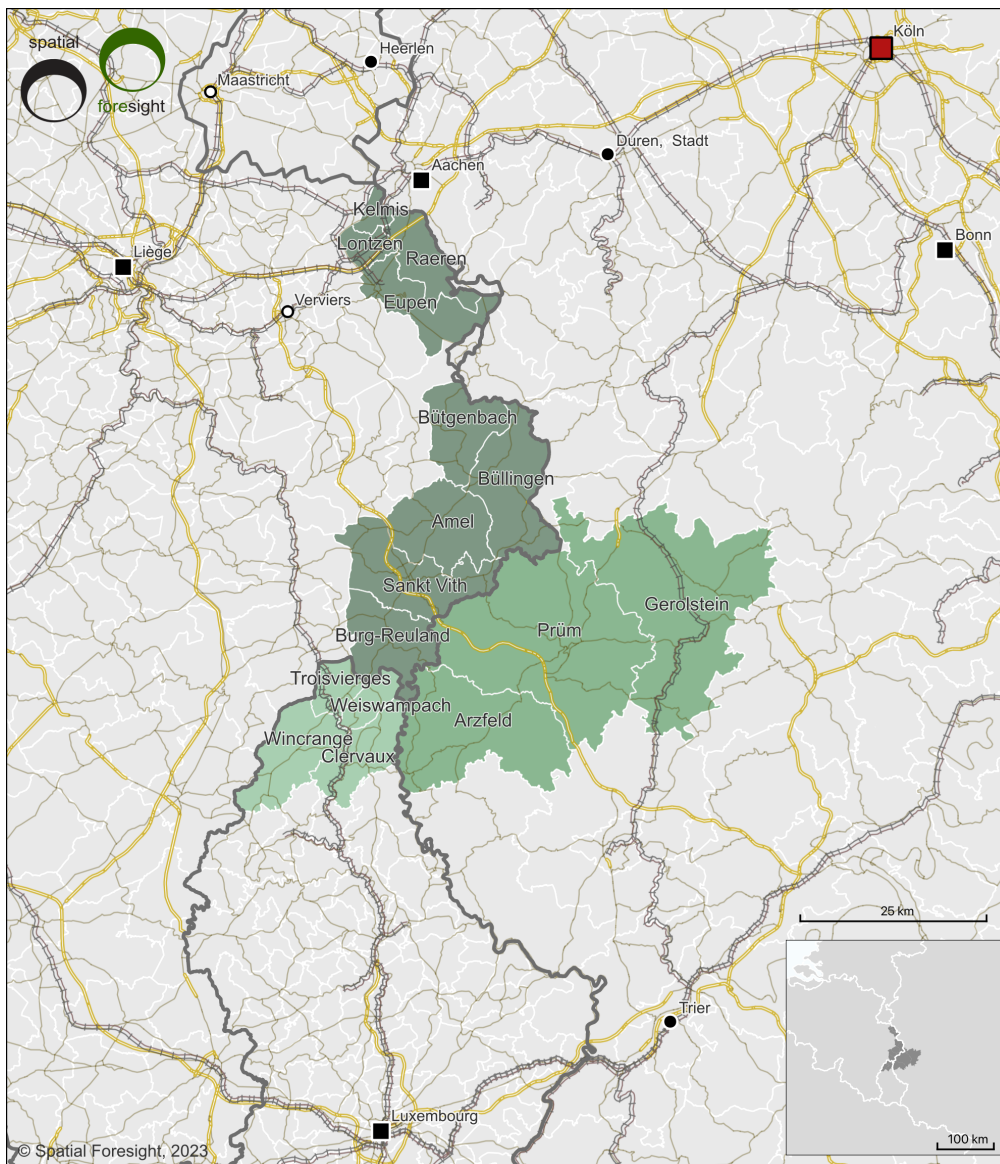 spatial
foresight
Heerlen
Köln
Maastricht
Düren, Stadt
Aachen
Kelmis
Bonn
Lontzen
Liège
Raeren
Verviers
Eupen
Bütgenbach
Büllingen
Amel
Sankt Vith
Gerolstein
Prüm
Burg-Reuland
Troisvierges
Weiswampach
Arzfeld
Wincrange
Clervaux
25 km
Trier
Luxembourg
100 km
© Spatial Foresight, 2023